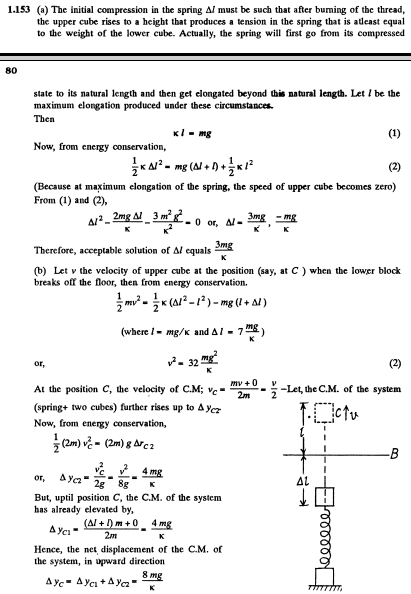 1.153 (a) The initial compression in the spring Δl must be such that after burning of the thread,
the upper cube rises to a height that produces a tension in the spring that is atleast equal
to the weight of the lower cube. Actually, the spring will first go from its compressed
80
state to its natural length and then get elongated beyond this natural length. Let l be the
maximum elongation produced under these circumstances.
Then
κ l = mg (1)
Now, from energy conservation,
1/2 κ Δl² = mg (Δl + l) + 1/2 κ l² (2)
(Because at maximum elongation of the spring, the speed of upper cube becomes zero)
From (1) and (2),
Δl² - 2mg Δl/κ - 3 m² g²/κ² = 0 or, Δl = 3mg/κ, -mg/κ
Therefore, acceptable solution of Δl equals 3mg/κ
(b) Let v the velocity of upper cube at the position (say, at C ) when the lower block
breaks off the floor, then from energy conservation.
1/2 mv² = 1/2 κ (Δl² - l²) - mg (l + Δl)
(where l = mg/κ and Δl = 7 mg/κ)
or, v² = 32 mg²/κ (2)
At the position C, the velocity of C.M; v_C = mv + 0/2m = v/2 –Let, the C.M. of the system
(spring+ two cubes) further rises up to Δ y_C2.
Now, from energy conservation,
1/2 (2m) v_C² = (2m) g Δr_C2
or, Δ y_C2 = v_C²/2g = v²/8g = 4 mg/κ
But, uptil position C, the C.M. of the system
has already elevated by,
Δ y_C1 = (Δl + l) m + 0/2m = 4 mg/κ
Hence, the net displacement of the C.M. of
the system, in upward direction
Δ y_C = Δ y_C1 + Δ y_C2 = 8 mg/κ
C v
l
B
Δl